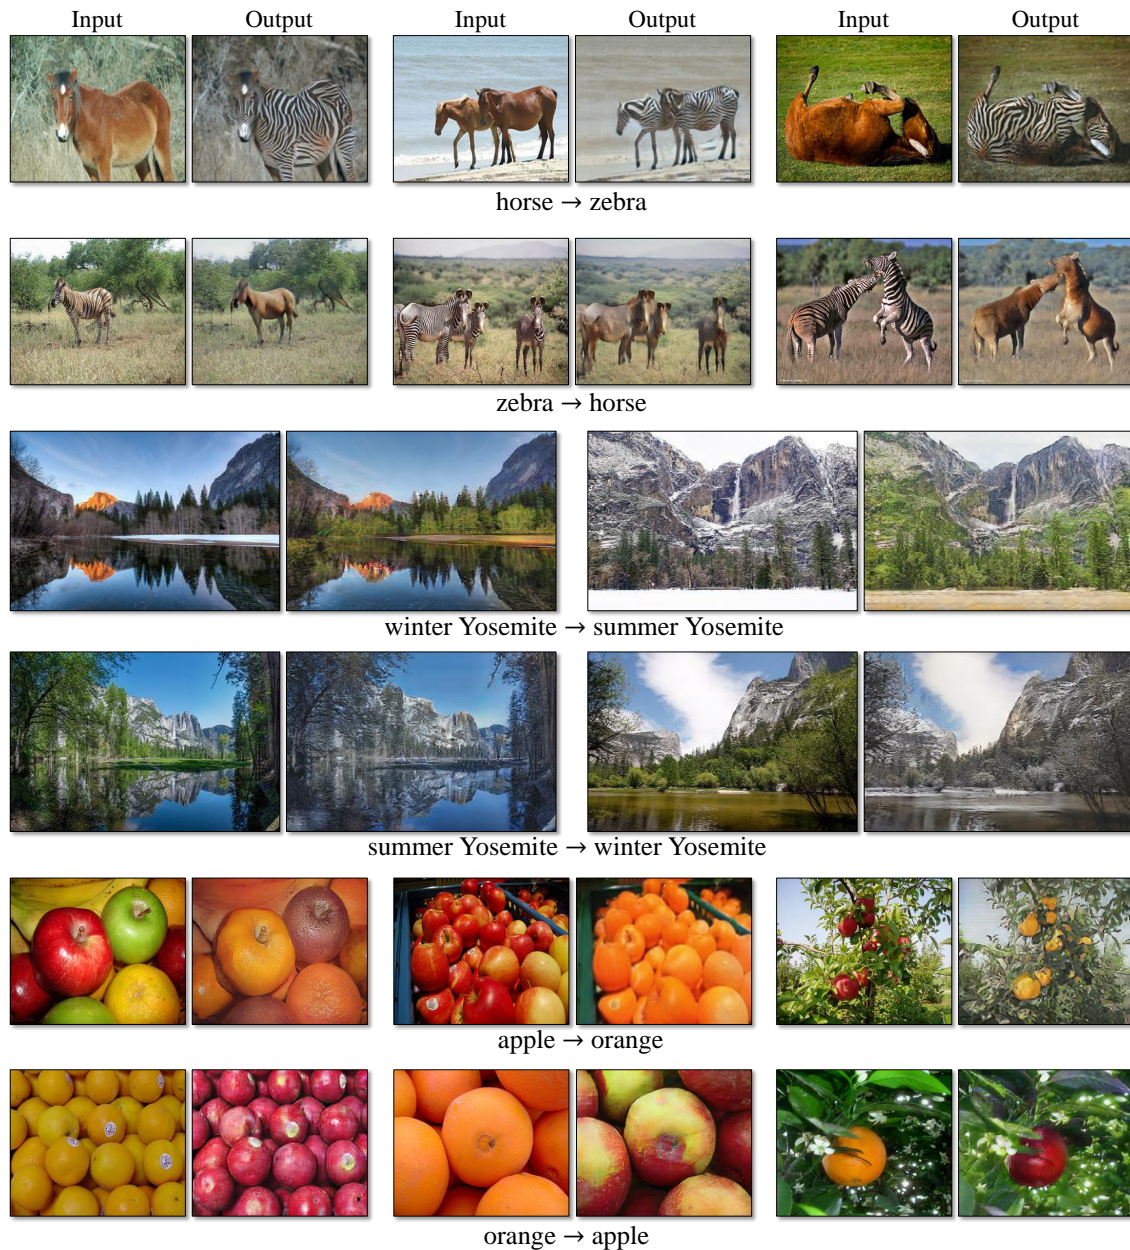 Input Output Input Output Input Output
horse → zebra
zebra → horse
winter Yosemite → summer Yosemite
summer Yosemite → winter Yosemite
apple → orange
orange → apple